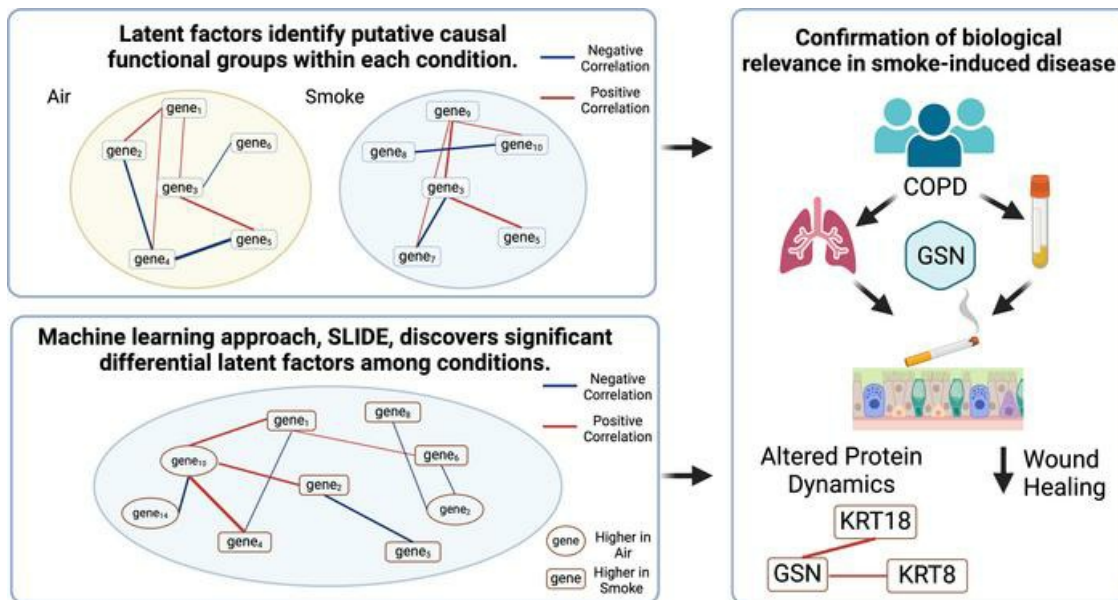 Latent factors identify putative causal
functional groups within each condition.
Negative
Correlation
Positive
Correlation
Air
Smoke
gene₁
gene₂
gene₆
gene₃
gene₅
gene₄
gene₉
gene₈
gene₁₀
gene₃
gene₅
gene₇
Machine learning approach, SLIDE, discovers significant
differential latent factors among conditions.
Negative
Correlation
Positive
Correlation
gene₁
gene₈
gene₁₀
gene₆
gene₂
gene₂
gene₁₄
gene₄
gene₅
gene
Higher in
Air
gene
Higher in
Smoke
Confirmation of biological
relevance in smoke-induced disease
COPD
GSN
Altered Protein
Dynamics
Wound
Healing
KRT18
GSN
KRT8